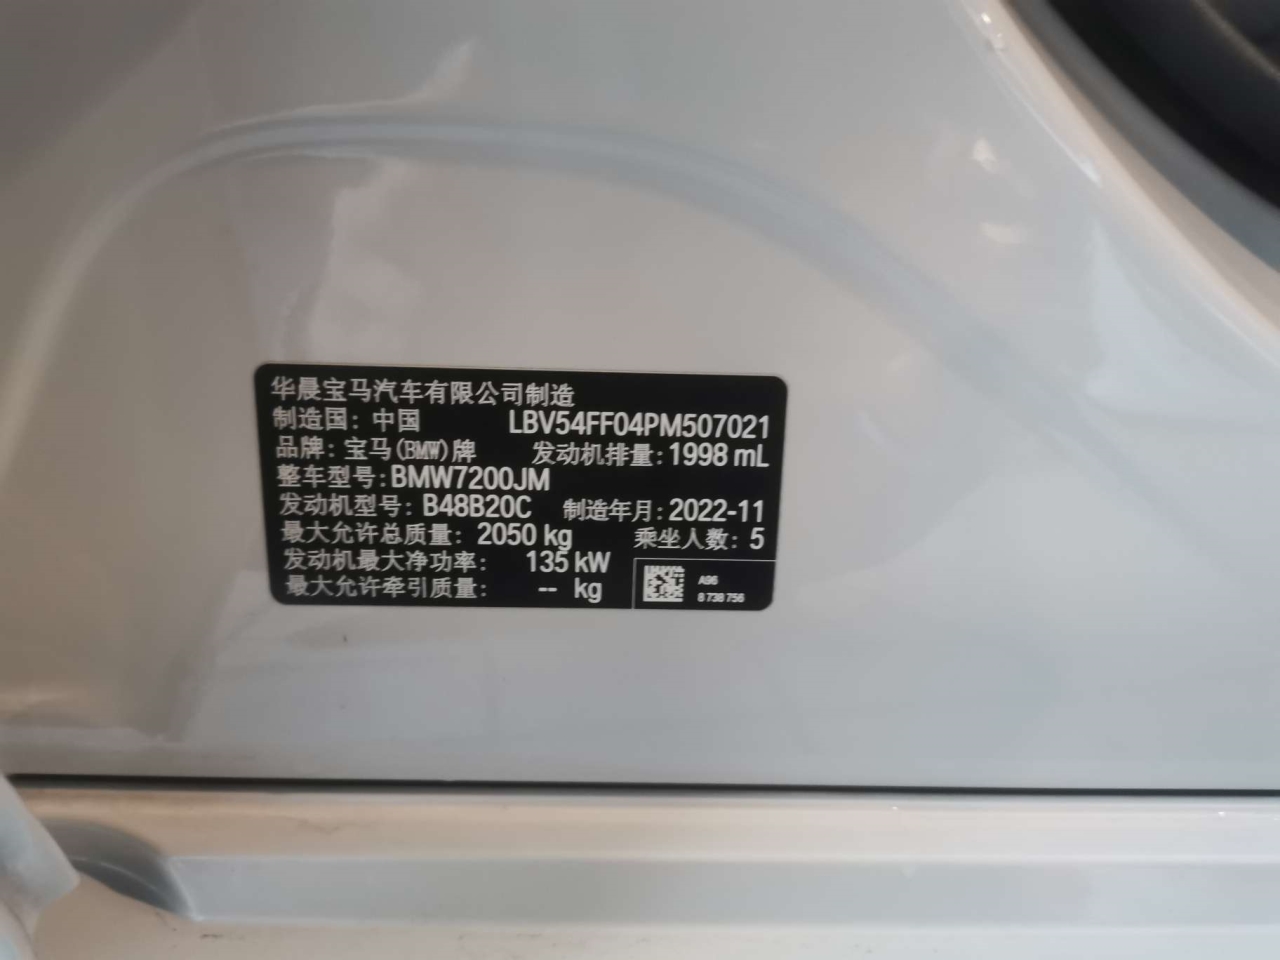 华晨宝马汽车有限公司制造
制造国：中国 LBV54FF04PM507021
品牌：宝马(BMW)牌 发动机排量：1998 mL
整车型号：BMW7200JM
发动机型号：B48B20C 制造年月：2022-11
最大允许总质量：2050 kg 乘坐人数：5
发动机最大净功率：135 kW
最大允许牵引质量：-- kg
A96
8 738 756